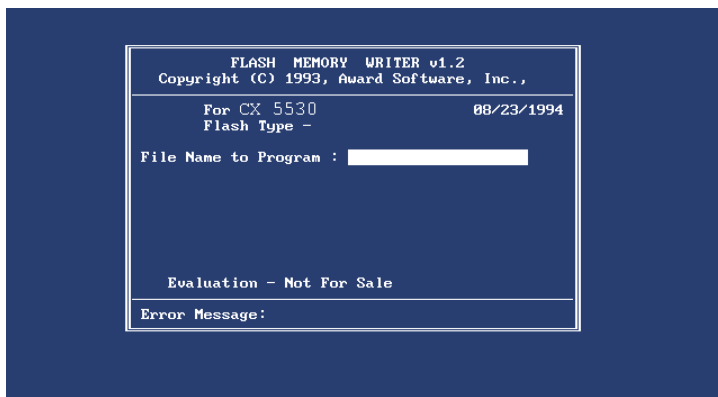 FLASH MEMORY WRITER v1.2
Copyright (C) 1993, Award Software, Inc.,
For CX 5530 08/23/1994
Flash Type -
File Name to Program :
Evaluation - Not For Sale
Error Message: